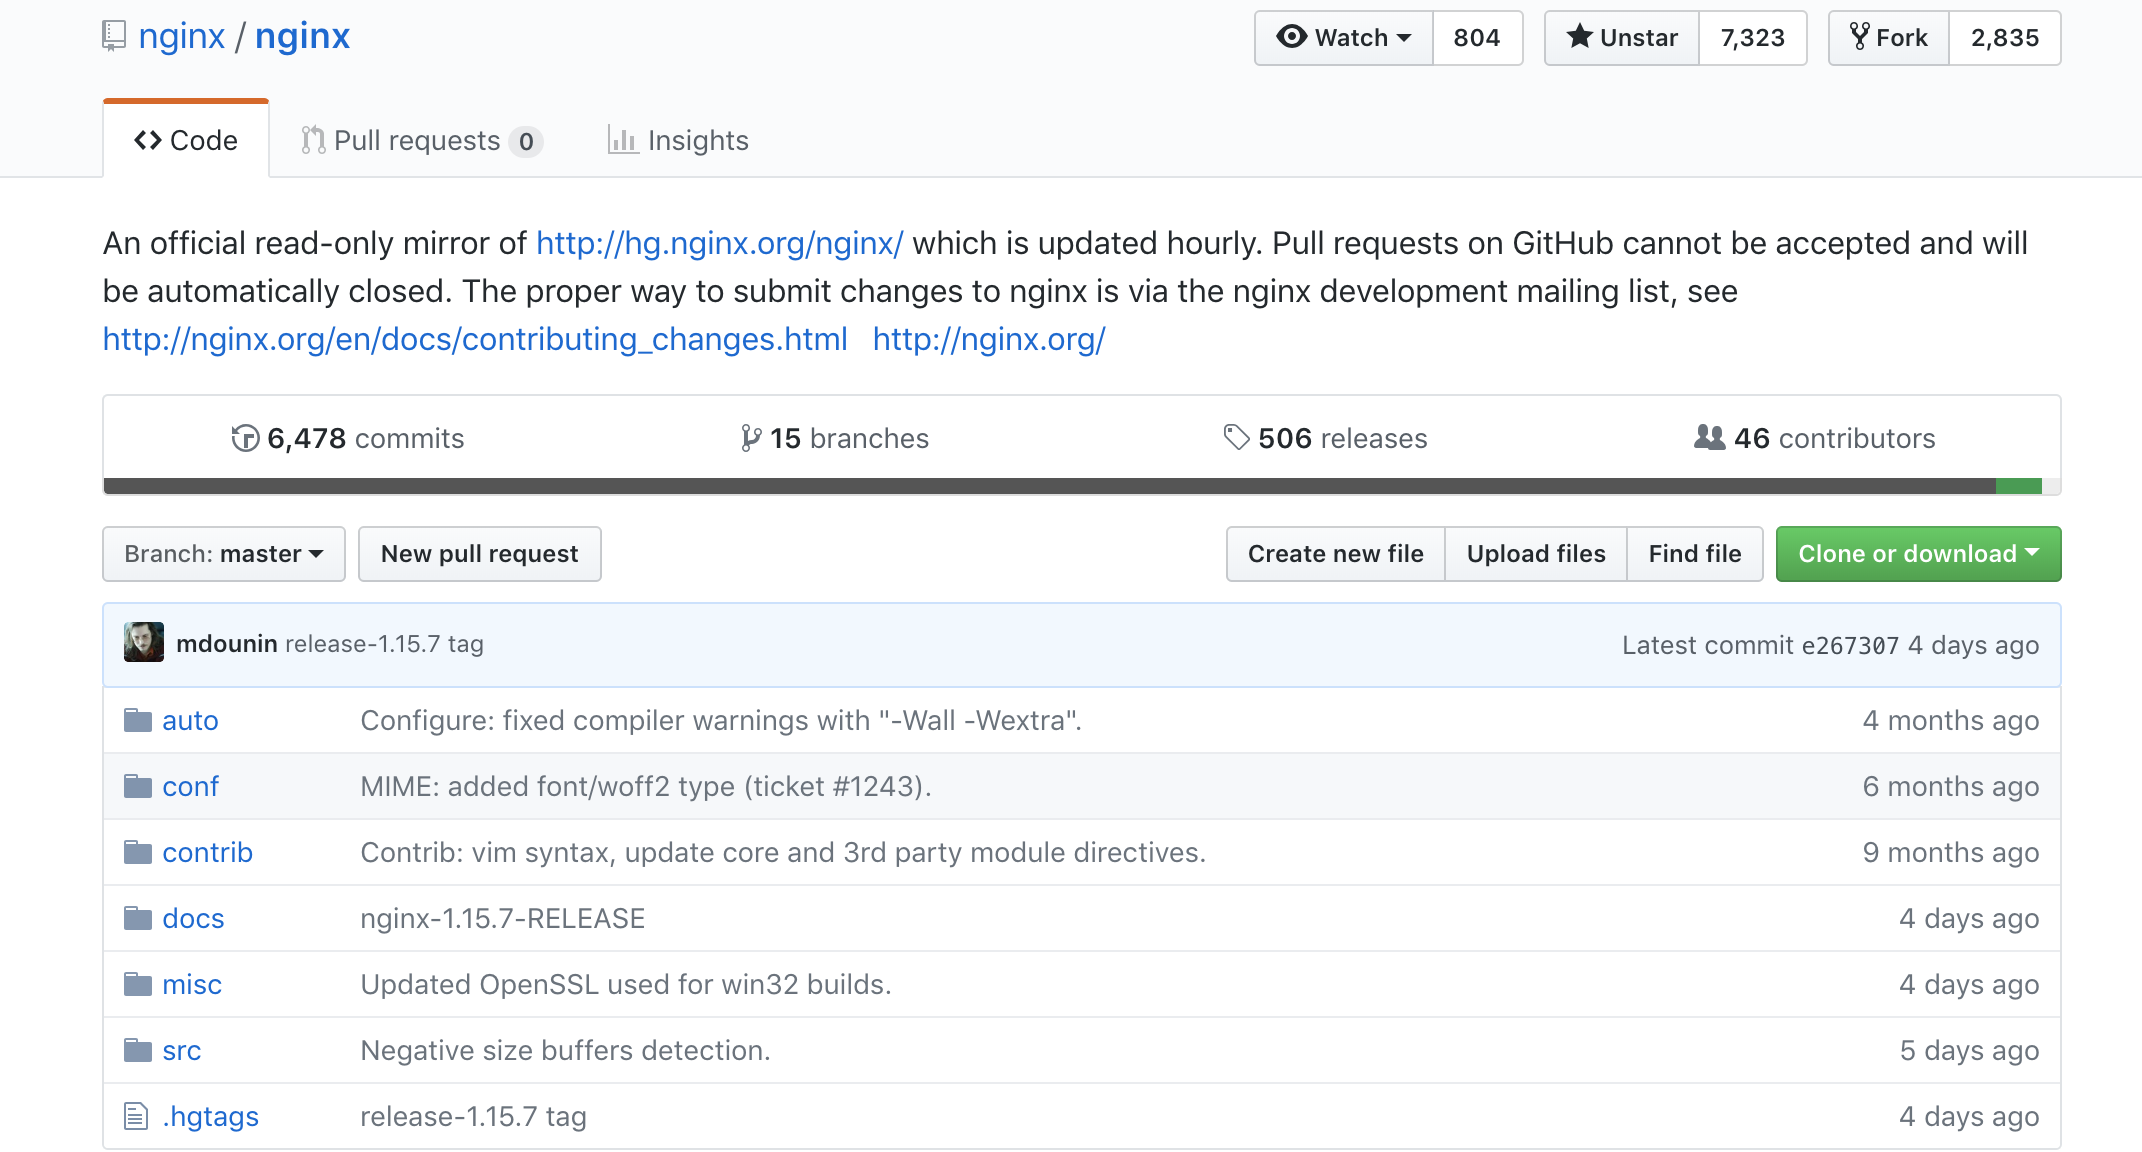 nginx / nginx
Watch 804 Unstar 7,323 Fork 2,835
Code Pull requests 0 Insights
An official read-only mirror of http://hg.nginx.org/nginx/ which is updated hourly. Pull requests on GitHub cannot be accepted and will
be automatically closed. The proper way to submit changes to nginx is via the nginx development mailing list, see
http://nginx.org/en/docs/contributing_changes.html http://nginx.org/
6,478 commits 15 branches 506 releases 46 contributors
Branch: master New pull request Create new file Upload files Find file Clone or download
mdounin release-1.15.7 tag Latest commit e267307 4 days ago
auto Configure: fixed compiler warnings with "-Wall -Wextra". 4 months ago
conf MIME: added font/woff2 type (ticket #1243). 6 months ago
contrib Contrib: vim syntax, update core and 3rd party module directives. 9 months ago
docs nginx-1.15.7-RELEASE 4 days ago
misc Updated OpenSSL used for win32 builds. 4 days ago
src Negative size buffers detection. 5 days ago
.hgtags release-1.15.7 tag 4 days ago